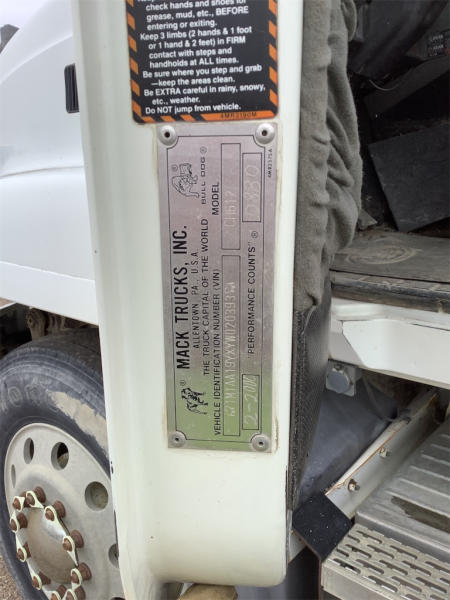 check hands and shoes for
grease, mud, etc., BEFORE
entering or exiting.
Keep 3 limbs (2 hands & 1 foot
or 1 hand & 2 feet) in FIRM
contact with steps and
handholds at ALL times.
Be sure where you step and grab
—keep the areas clean.
Be EXTRA careful in rainy, snowy,
etc., weather.
Do NOT jump from vehicle.
BULL DOG ®
MACK TRUCKS, INC.
ALLENTOWN, PA., U.S.A.
THE TRUCK CAPITAL OF THE WORLD
MODEL
CH612
VEHICLE IDENTIFICATION NUMBER (VIN)
"PERFORMANCE COUNTS" ®